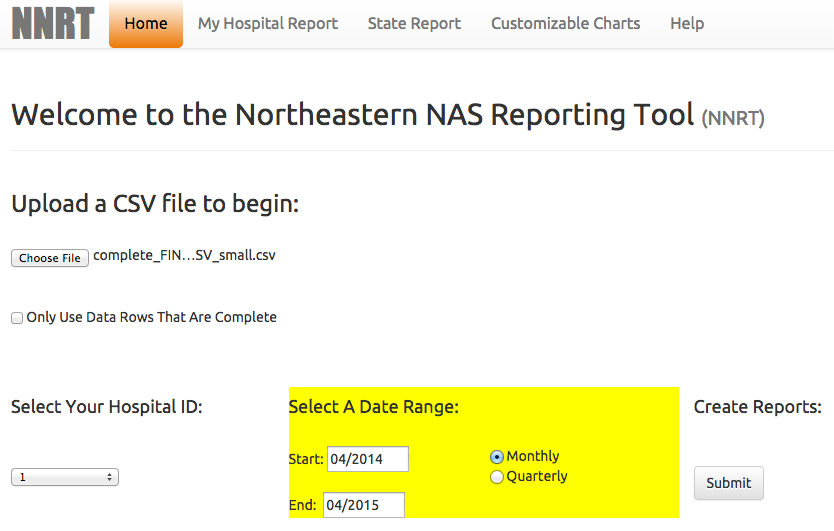 NNRT Home My Hospital Report State Report Customizable Charts Help
Welcome to the Northeastern NAS Reporting Tool (NNRT)
Upload a CSV file to begin:
Choose File complete_FIN...SV_small.csv
Only Use Data Rows That Are Complete
Select Your Hospital ID: Select A Date Range: Create Reports:
Start: 04/2014 Monthly
1 Quarterly Submit
End: 04/2015